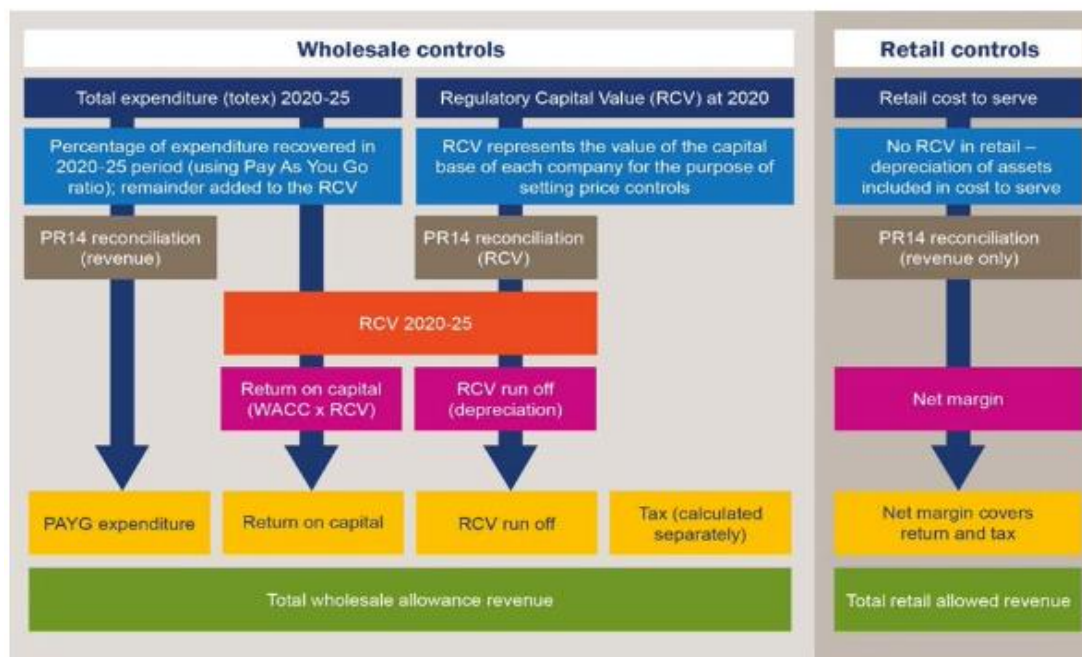 Wholesale controls
Total expenditure (totex) 2020-25
Percentage of expenditure recovered in
2020-25 period (using Pay As You Go
ratio); remainder added to the RCV
PR14 reconciliation
(revenue)
Regulatory Capital Value (RCV) at 2020
RCV represents the value of the capital
base of each company for the purpose of
setting price controls
PR14 reconciliation
(RCV)
RCV 2020-25
Return on capital
(WACC x RCV)
RCV run off
(depreciation)
PAYG expenditure
Return on capital
RCV run off
Tax (calculated
separately)
Total wholesale allowance revenue
Retail controls
Retail cost to serve
No RCV in retail –
depreciation of assets
included in cost to serve
PR14 reconciliation
(revenue only)
Net margin
Net margin covers
return and tax
Total retail allowed revenue